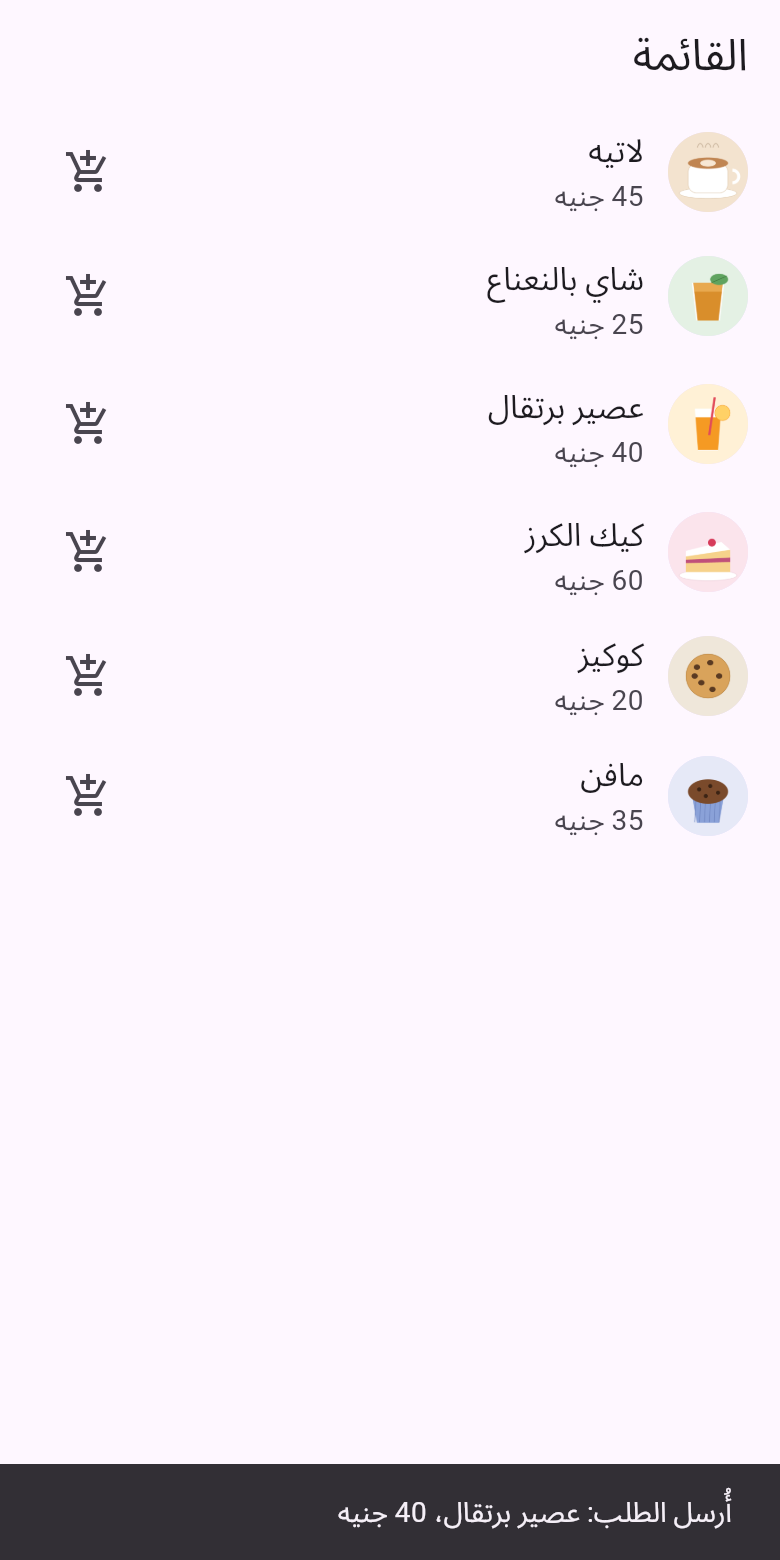 القائمة
لاتيه
45 جنيه
شاي بالنعناع
25 جنيه
عصير برتقال
40 جنيه
كيك الكرز
60 جنيه
كوكيز
20 جنيه
مافن
35 جنيه
أُرسل الطلب: عصير برتقال، 40 جنيه